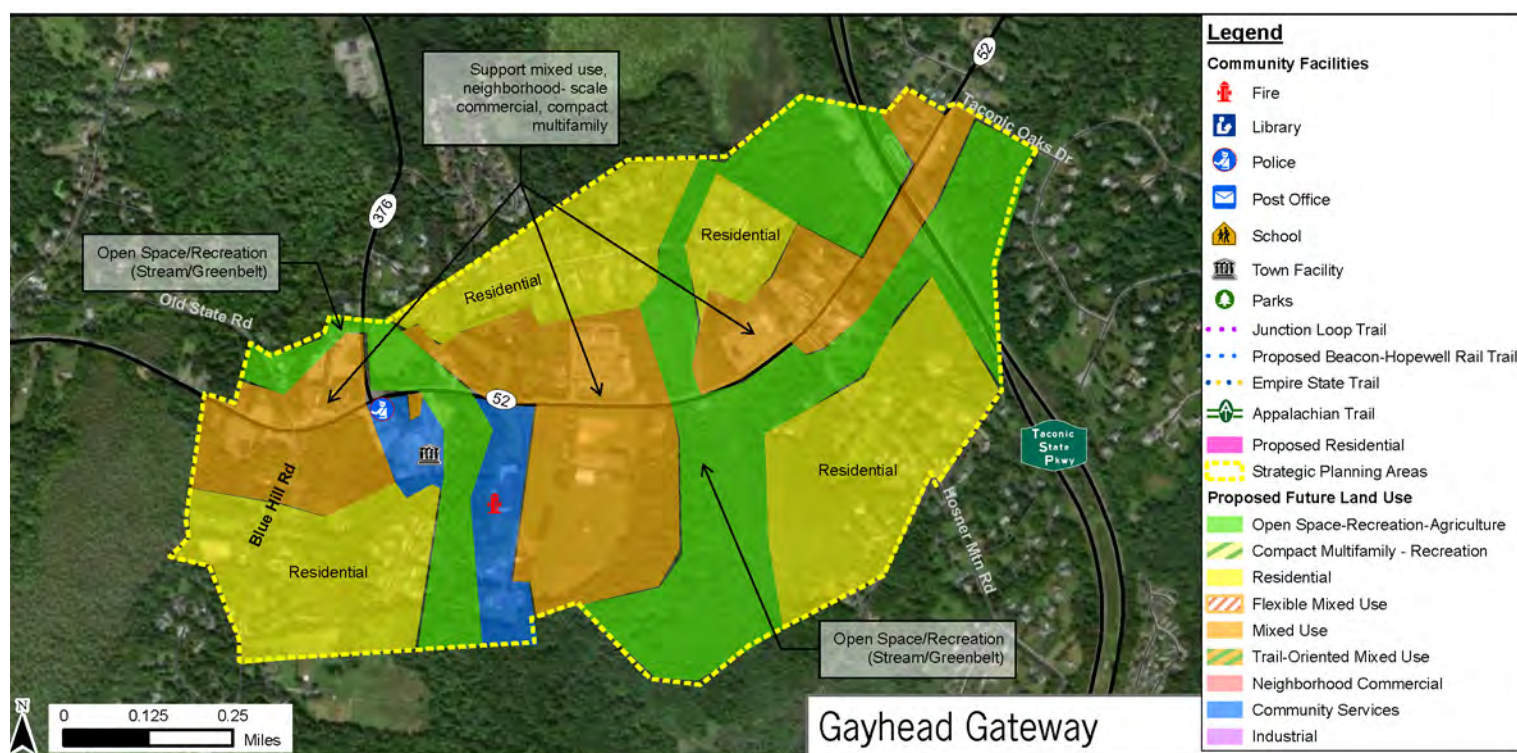 Support mixed use,
neighborhood- scale
commercial, compact
multifamily
52
Taconic Oaks Dr
376
Open Space/Recreation
(Stream/Greenbelt)
Residential
Residential
Old State Rd
52
Taconic
State
Pkwy
Residential
Blue Hill Rd
Residential
Hosner Mtn Rd
Open Space/Recreation
(Stream/Greenbelt)
N
0 0.125 0.25
Miles
Gayhead Gateway
Legend
Community Facilities
Fire
Library
Police
Post Office
School
Town Facility
Parks
Junction Loop Trail
Proposed Beacon-Hopewell Rail Trail
Empire State Trail
Appalachian Trail
Proposed Residential
Strategic Planning Areas
Proposed Future Land Use
Open Space-Recreation-Agriculture
Compact Multifamily - Recreation
Residential
Flexible Mixed Use
Mixed Use
Trail-Oriented Mixed Use
Neighborhood Commercial
Community Services
Industrial